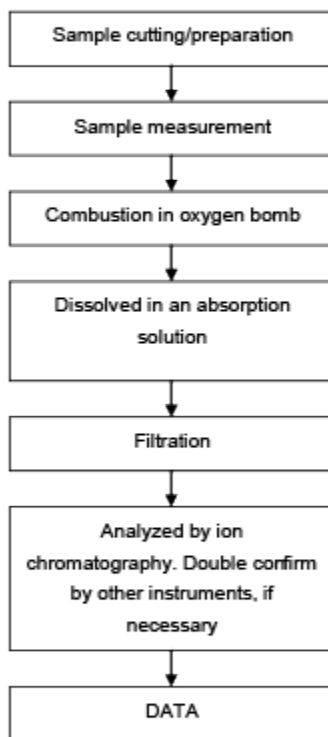 Sample cutting/preparation
Sample measurement
Combustion in oxygen bomb
Dissolved in an absorption
solution
Filtration
Analyzed by ion
chromatography. Double confirm
by other instruments, if
necessary
DATA